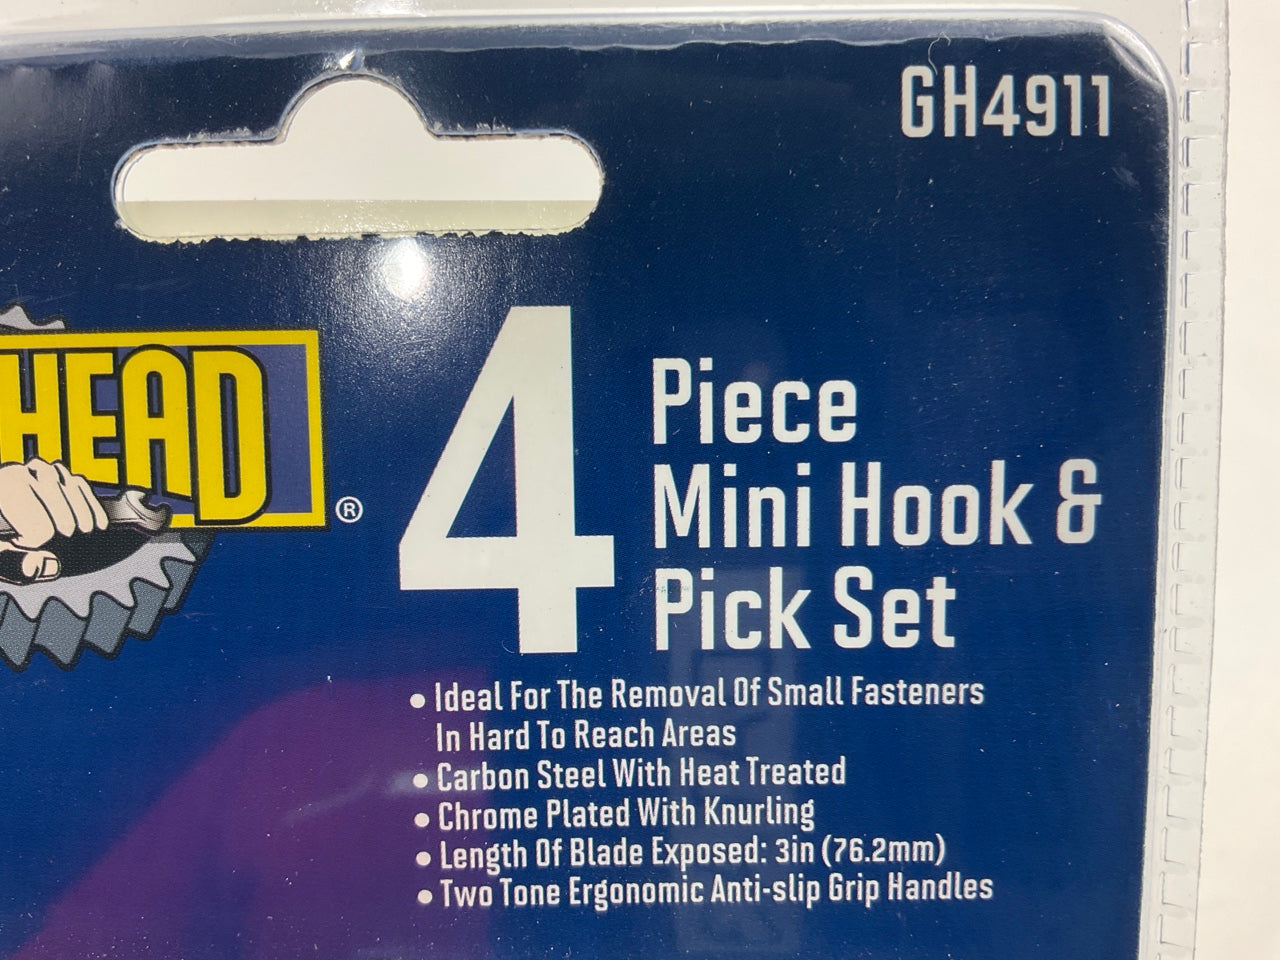 GH4911
HEAD
®
4
Piece
Mini Hook &
Pick Set
• Ideal For The Removal Of Small Fasteners
In Hard To Reach Areas
• Carbon Steel With Heat Treated
• Chrome Plated With Knurling
• Length Of Blade Exposed: 3in (76.2mm)
• Two Tone Ergonomic Anti-slip Grip Handles